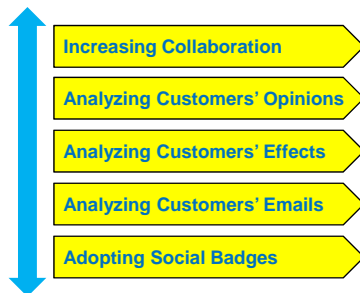 Increasing Collaboration
Analyzing Customers’ Opinions
Analyzing Customers’ Effects
Analyzing Customers’ Emails
Adopting Social Badges